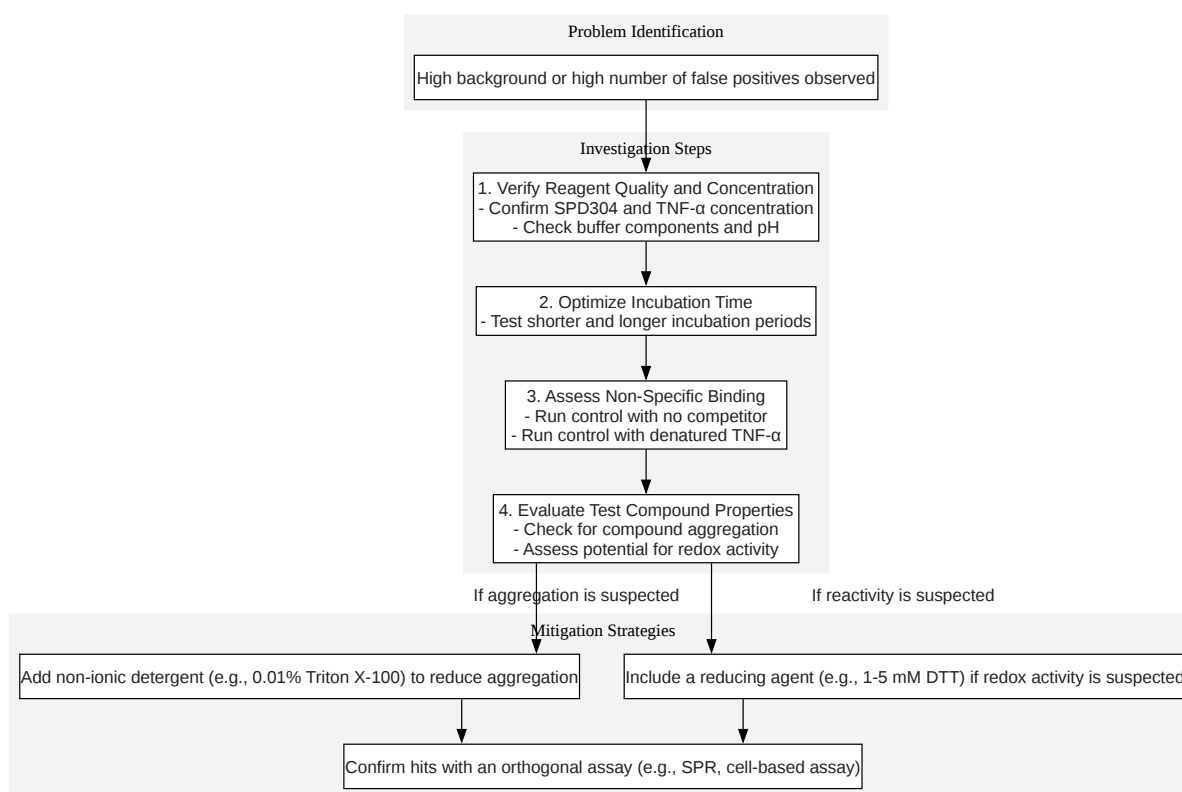 Problem Identification
High background or high number of false positives observed
Investigation Steps
1. Verify Reagent Quality and Concentration
- Confirm SPD304 and TNF-α concentration
- Check buffer components and pH
2. Optimize Incubation Time
- Test shorter and longer incubation periods
3. Assess Non-Specific Binding
- Run control with no competitor
- Run control with denatured TNF-α
4. Evaluate Test Compound Properties
- Check for compound aggregation
- Assess potential for redox activity
If aggregation is suspected
If reactivity is suspected
Mitigation Strategies
Add non-ionic detergent (e.g., 0.01% Triton X-100) to reduce aggregation
Include a reducing agent (e.g., 1-5 mM DTT) if redox activity is suspected
Confirm hits with an orthogonal assay (e.g., SPR, cell-based assay)